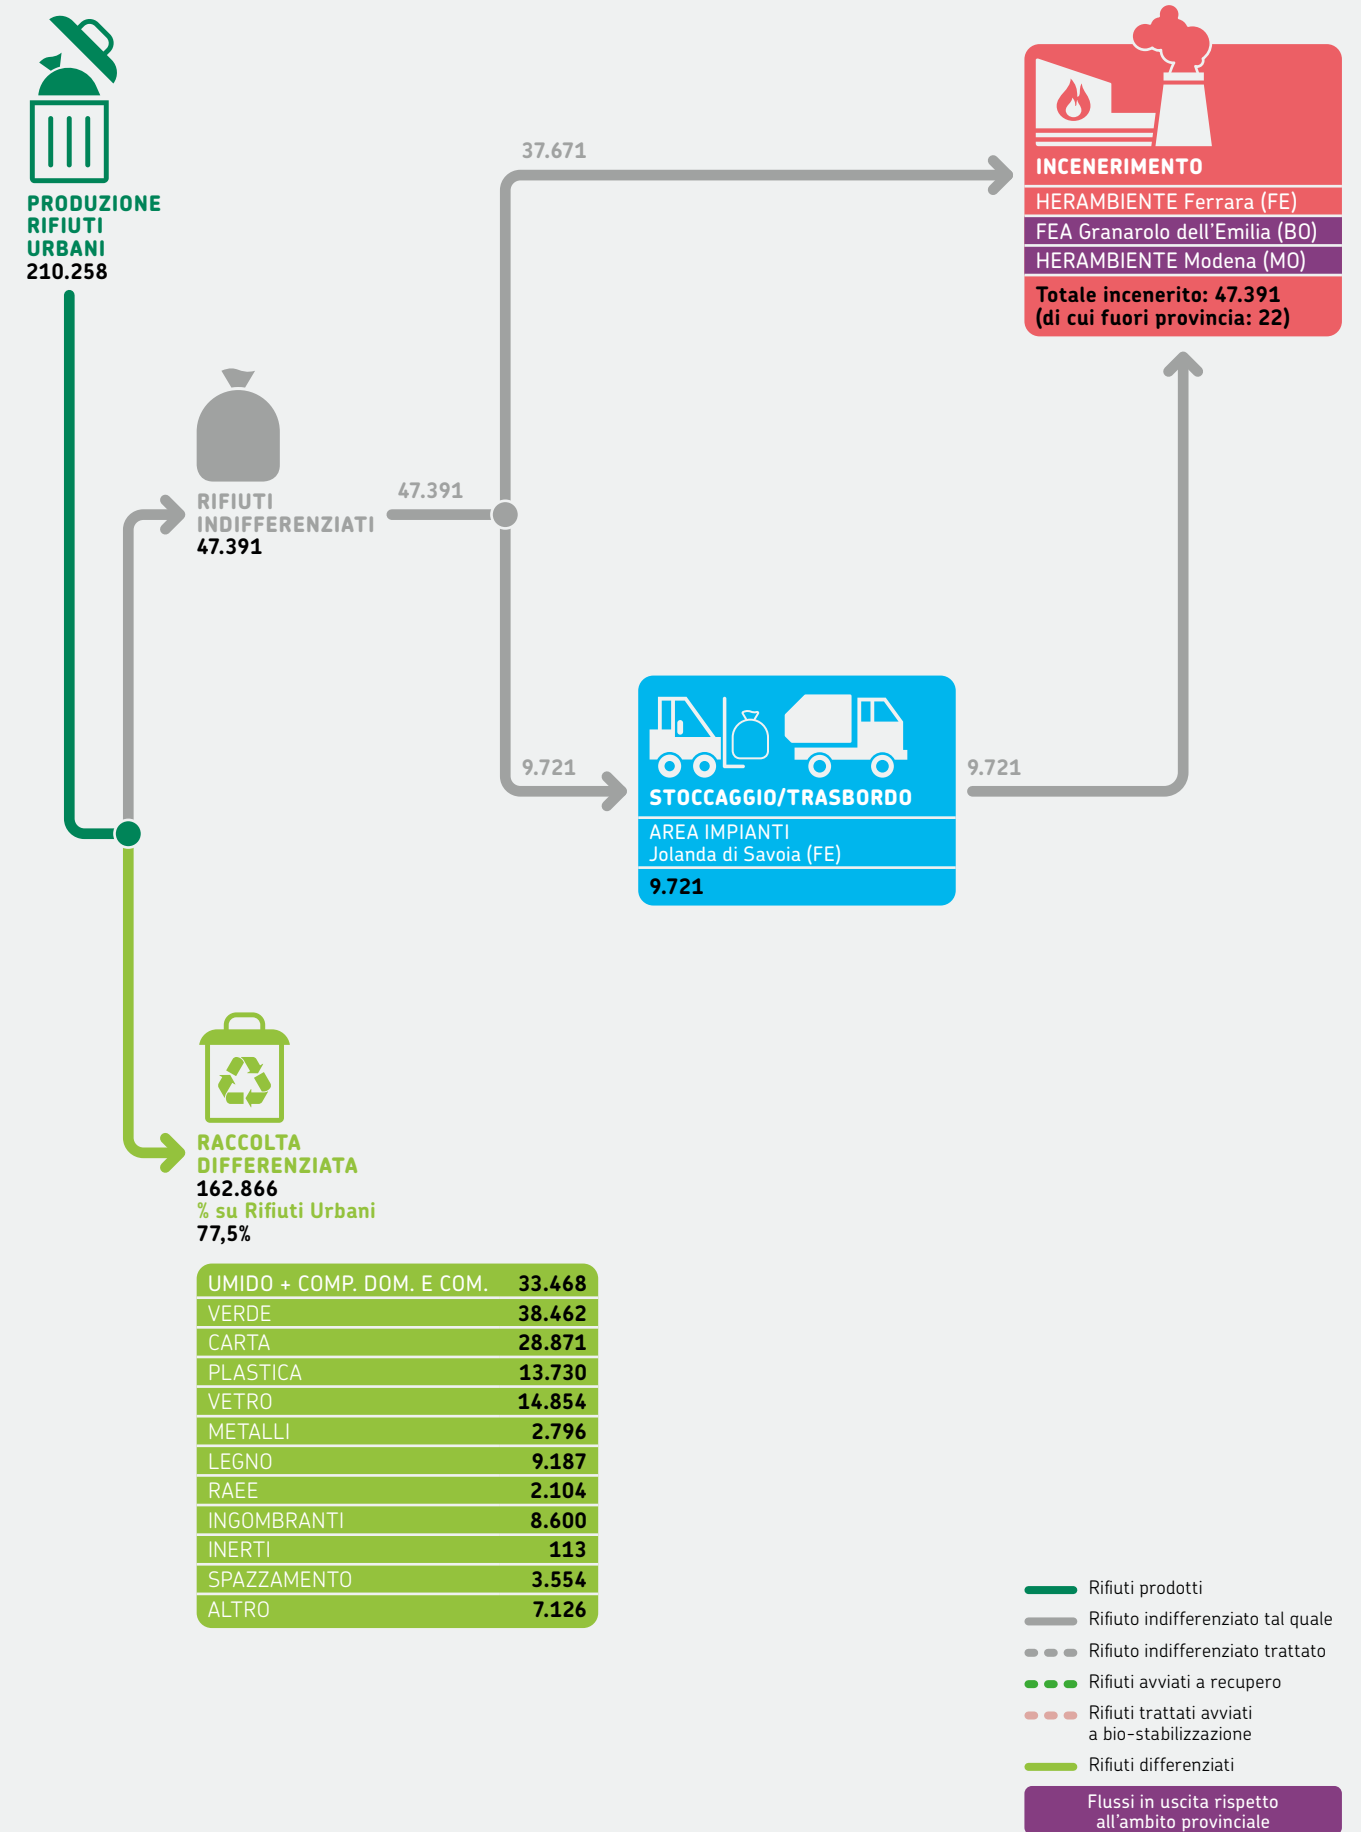 PRODUZIONE
RIFIUTI
URBANI
210.258
37.671
INCENERIMENTO
HERAMBIENTE Ferrara (FE)
FEA Granarolo dell'Emilia (BO)
HERAMBIENTE Modena (MO)
Totale incenerito: 47.391
(di cui fuori provincia: 22)
RIFIUTI
INDIFFERENZIATI
47.391
47.391
9.721
STOCCAGGIO/TRASBORDO
AREA IMPIANTI
Jolanda di Savoia (FE)
9.721
9.721
RACCOLTA
DIFFERENZIATA
162.866
% su Rifiuti Urbani
77,5%
UMIDO + COMP. DOM. E COM. 33.468
VERDE 38.462
CARTA 28.871
PLASTICA 13.730
VETRO 14.854
METALLI 2.796
LEGNO 9.187
RAEE 2.104
INGOMBRANTI 8.600
INERTI 113
SPAZZAMENTO 3.554
ALTRO 7.126
Rifiuti prodotti
Rifiuto indifferenziato tal quale
Rifiuto indifferenziato trattato
Rifiuti avviati a recupero
Rifiuti trattati avviati
a bio-stabilizzazione
Rifiuti differenziati
Flussi in uscita rispetto
all'ambito provinciale